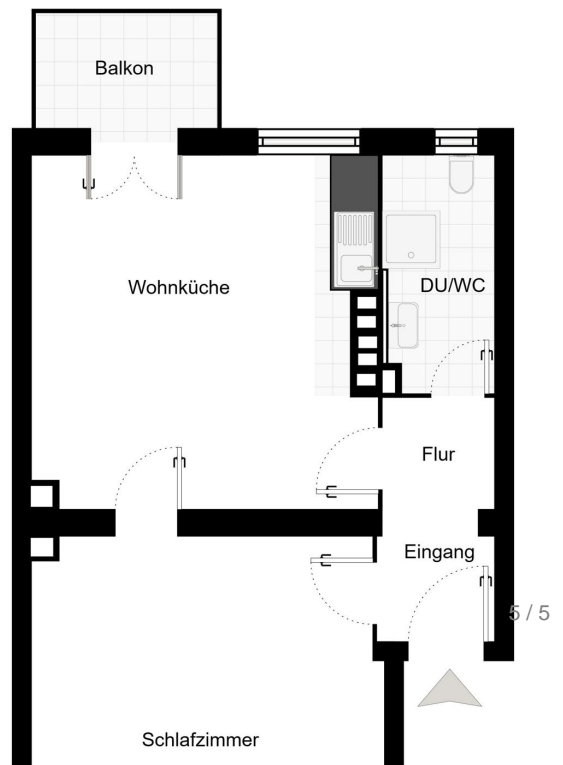 Balkon
Wohnküche
DU/WC
Flur
Eingang
5 / 5
Schlafzimmer